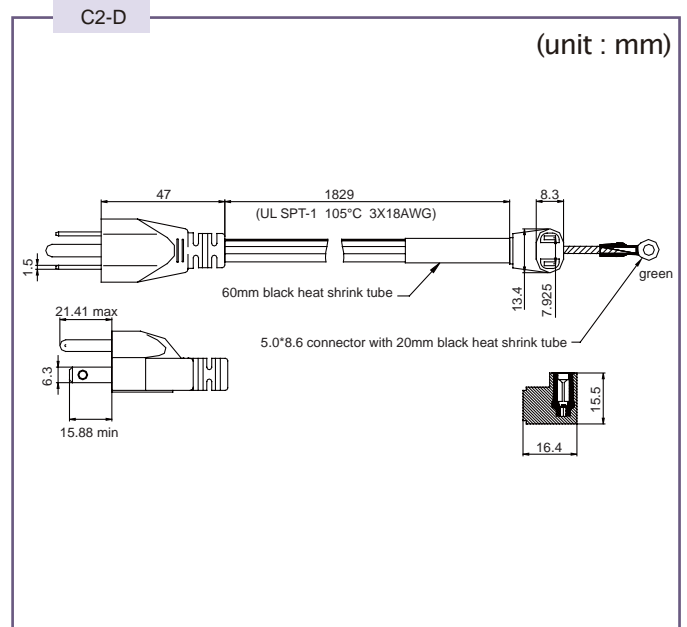 C2-D
(unit : mm)
47
1829
8.3
(UL SPT-1 105°C 3X18AWG)
1.5
60mm black heat shrink tube
13.4
7.925
green
21.41 max
5.0*8.6 connector with 20mm black heat shrink tube
6.3
15.88 min
15.5
16.4